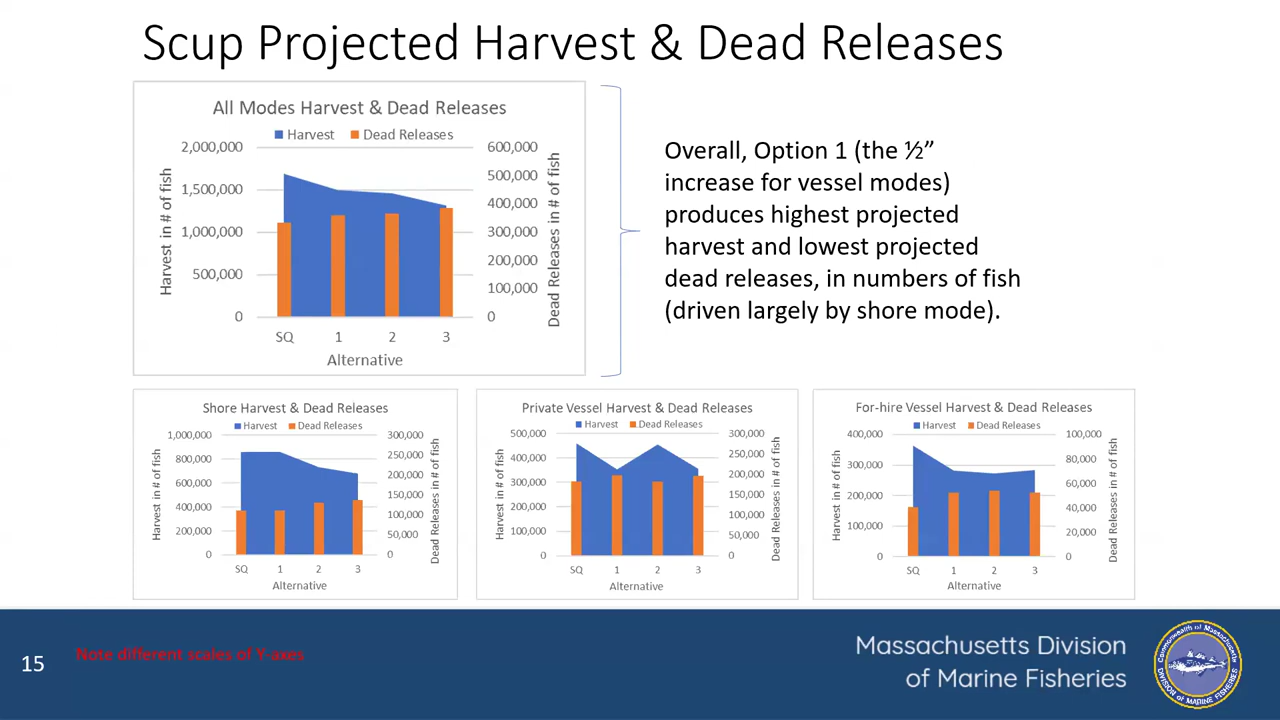 Scup Projected Harvest & Dead Releases
All Modes Harvest & Dead Releases
Harvest Dead Releases
2,000,000
1,500,000
1,000,000
500,000
0
600,000
500,000
400,000
300,000
200,000
100,000
0
Harvest in # of fish
Dead Releases in # of fish
SQ 1 2 3
Alternative
Overall, Option 1 (the ½”
increase for vessel modes)
produces highest projected
harvest and lowest projected
dead releases, in numbers of fish
(driven largely by shore mode).
Shore Harvest & Dead Releases
Harvest Dead Releases
1,000,000
800,000
600,000
400,000
200,000
0
300,000
250,000
200,000
150,000
100,000
50,000
0
Harvest in # of fish
Dead Releases in # of fish
SQ 1 2 3
Alternative
Private Vessel Harvest & Dead Releases
Harvest Dead Releases
500,000
400,000
300,000
200,000
100,000
0
300,000
250,000
200,000
150,000
100,000
50,000
0
Harvest in # of fish
Dead Releases in # of fish
SQ 1 2 3
Alternative
For-hire Vessel Harvest & Dead Releases
Harvest Dead Releases
400,000
300,000
200,000
100,000
0
100,000
80,000
60,000
40,000
20,000
0
Harvest in # of fish
Dead Releases in # of fish
SQ 1 2 3
Alternative
15
Note different scales of Y-axes
Massachusetts Division
of Marine Fisheries
Commonwealth of Massachusetts
DIVISION of MARINE FISHERIES